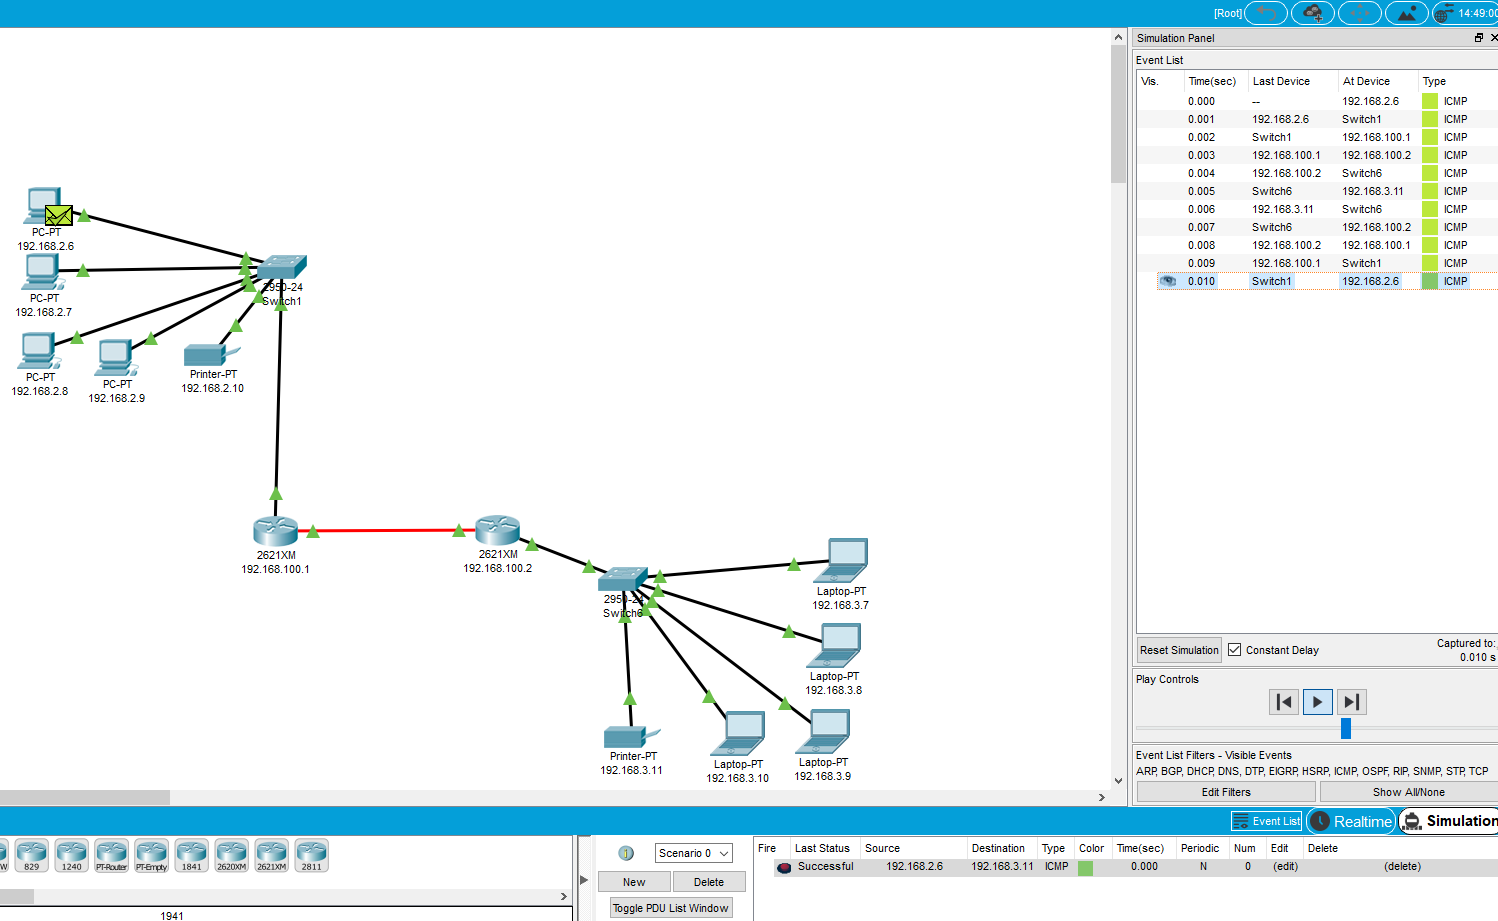 [Root]
14:49:00
Simulation Panel
Event List
Vis. Time(sec) Last Device At Device Type
0.000 -- 192.168.2.6 ICMP
0.001 192.168.2.6 Switch1 ICMP
0.002 Switch1 192.168.100.1 ICMP
0.003 192.168.100.1 192.168.100.2 ICMP
0.004 192.168.100.2 Switch6 ICMP
0.005 Switch6 192.168.3.11 ICMP
0.006 192.168.3.11 Switch6 ICMP
0.007 Switch6 192.168.100.2 ICMP
0.008 192.168.100.2 192.168.100.1 ICMP
0.009 192.168.100.1 Switch1 ICMP
0.010 Switch1 192.168.2.6 ICMP
PC-PT
192.168.2.6
PC-PT
192.168.2.7
PC-PT
192.168.2.8
PC-PT
192.168.2.9
Printer-PT
192.168.2.10
2950-24
Switch1
2621XM
192.168.100.1
2621XM
192.168.100.2
2950-24
Switch6
Laptop-PT
192.168.3.7
Laptop-PT
192.168.3.8
Laptop-PT
192.168.3.9
Laptop-PT
192.168.3.10
Printer-PT
192.168.3.11
Reset Simulation Constant Delay Captured to:
0.010 s
Play Controls
Event List Filters - Visible Events
ARP, BGP, DHCP, DNS, DTP, EIGRP, HSRP, ICMP, OSPF, RIP, SNMP, STP, TCP
Edit Filters Show All/None
Event List Realtime Simulation
W 829 1240 PT-Router PT-Empty 1841 2620XM 2621XM 2811
1941
Scenario 0
New Delete
Toggle PDU List Window
Fire Last Status Source Destination Type Color Time(sec) Periodic Num Edit Delete
Successful 192.168.2.6 192.168.3.11 ICMP 0.000 N 0 (edit) (delete)